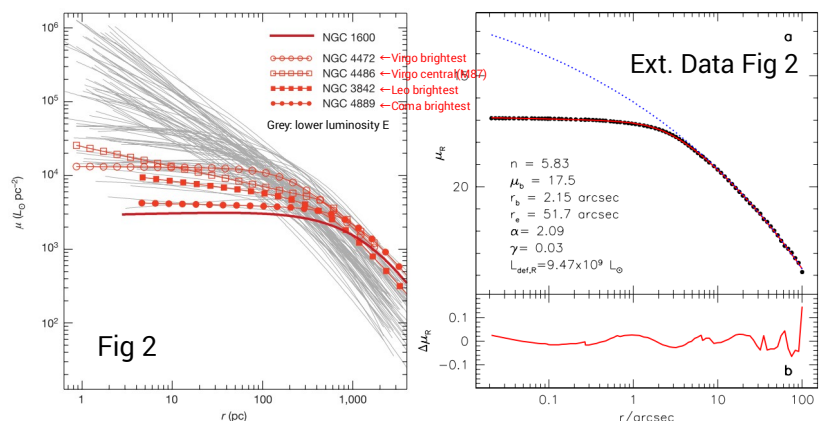 10⁶
10⁵
10⁴
10³
10²
μ (L⊙ pc⁻²)
NGC 1600
NGC 4472 ←Virgo brightest
NGC 4486 ←Virgo central (M87)
NGC 3842 ←Leo brightest
NGC 4889 ←Coma brightest
Grey: lower luminosity E
Fig 2
1 10 100 1,000
r (pc)
a
Ext. Data Fig 2
μR
20
n = 5.83
μb = 17.5
rb = 2.15 arcsec
re = 51.7 arcsec
α = 2.09
γ = 0.03
Ldef,R=9.47x10⁹ L⊙
0.1
0
-0.1
ΔμR
b
0.1 1 10 100
r/arcsec